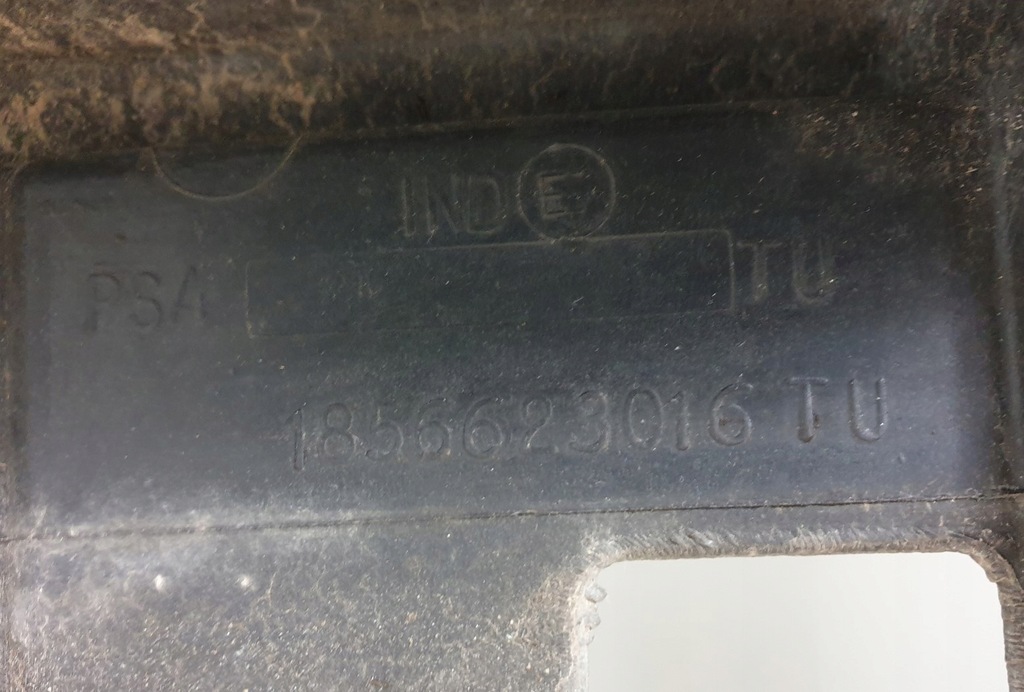 IND E
PSA TU
1856623016 TU